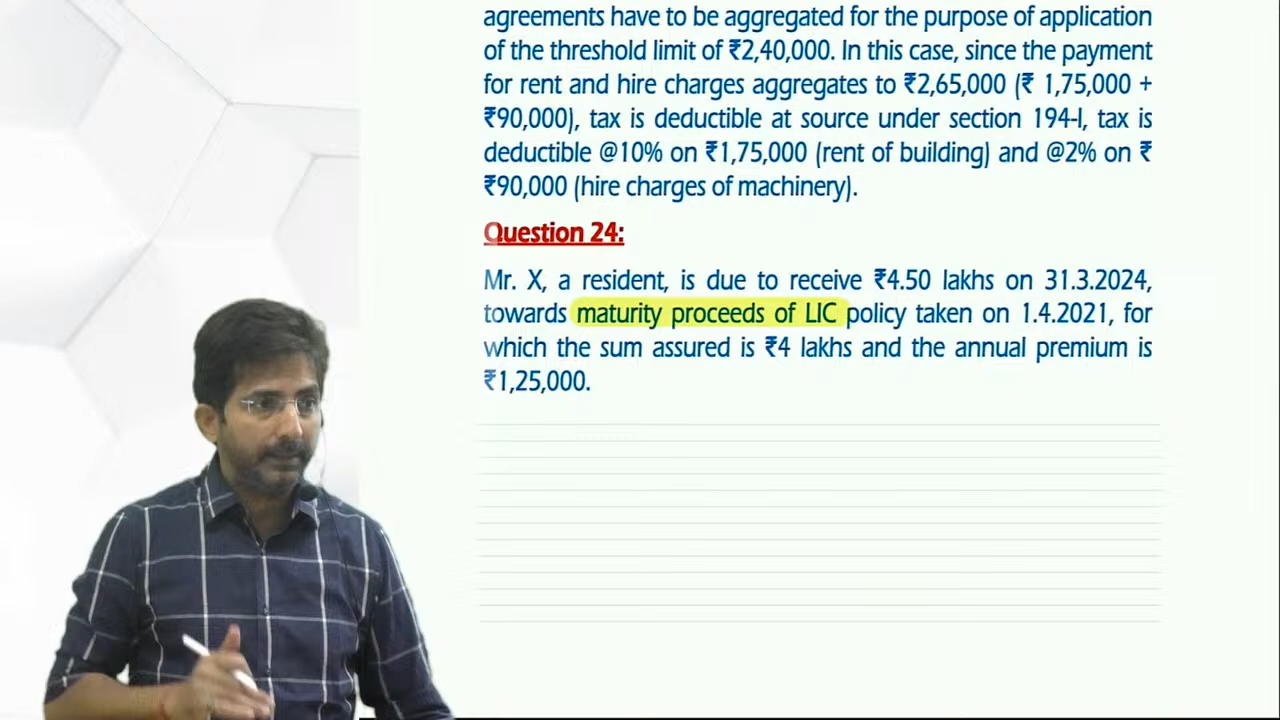 agreements have to be aggregated for the purpose of application
of the threshold limit of ₹2,40,000. In this case, since the payment
for rent and hire charges aggregates to ₹2,65,000 (₹ 1,75,000 +
₹90,000), tax is deductible at source under section 194-I, tax is
deductible @10% on ₹1,75,000 (rent of building) and @2% on ₹
₹90,000 (hire charges of machinery).
Question 24:
Mr. X, a resident, is due to receive ₹4.50 lakhs on 31.3.2024,
towards maturity proceeds of LIC policy taken on 1.4.2021, for
which the sum assured is ₹4 lakhs and the annual premium is
₹1,25,000.